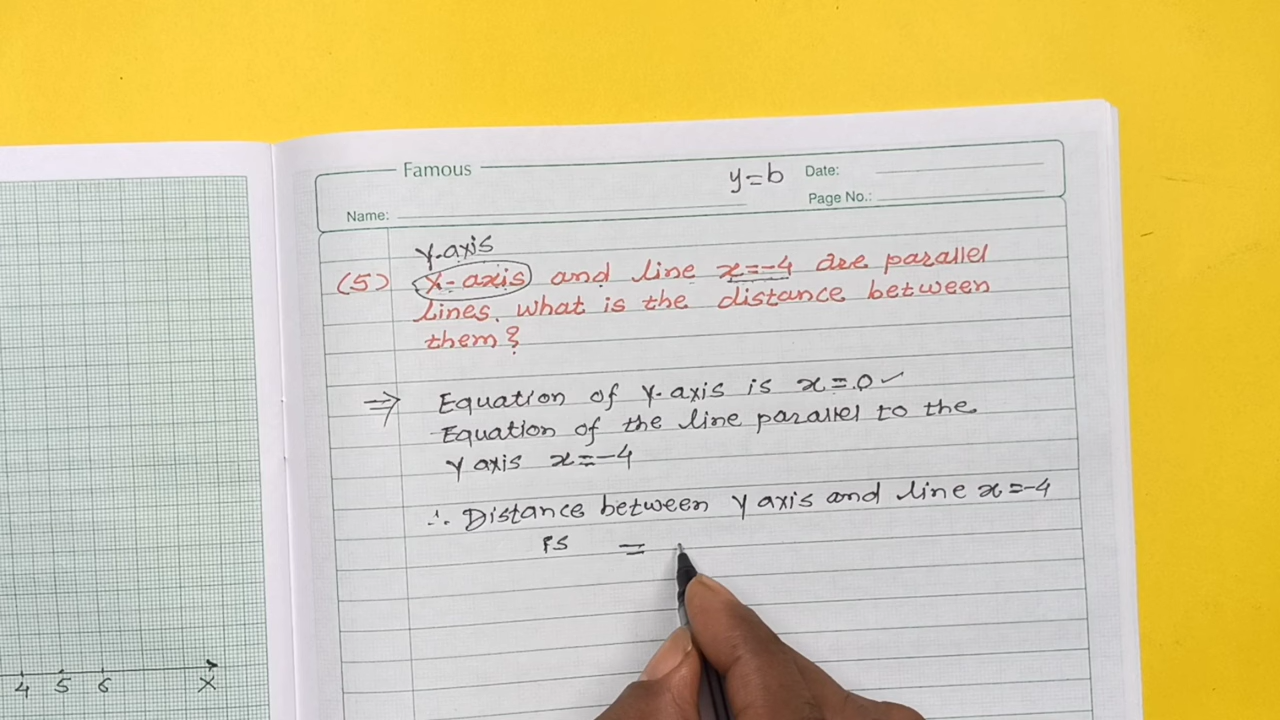 Famous
y=b
Date:
Page No.:
Name:
Y-axis
(5) X-axis and line x=-4 are parallel
lines. what is the distance between
them?
⇒ Equation of Y-axis is x=0✓
Equation of the line parallel to the
Y axis x=-4
∴ Distance between Y axis and line x=-4
is =
4 5 6 X